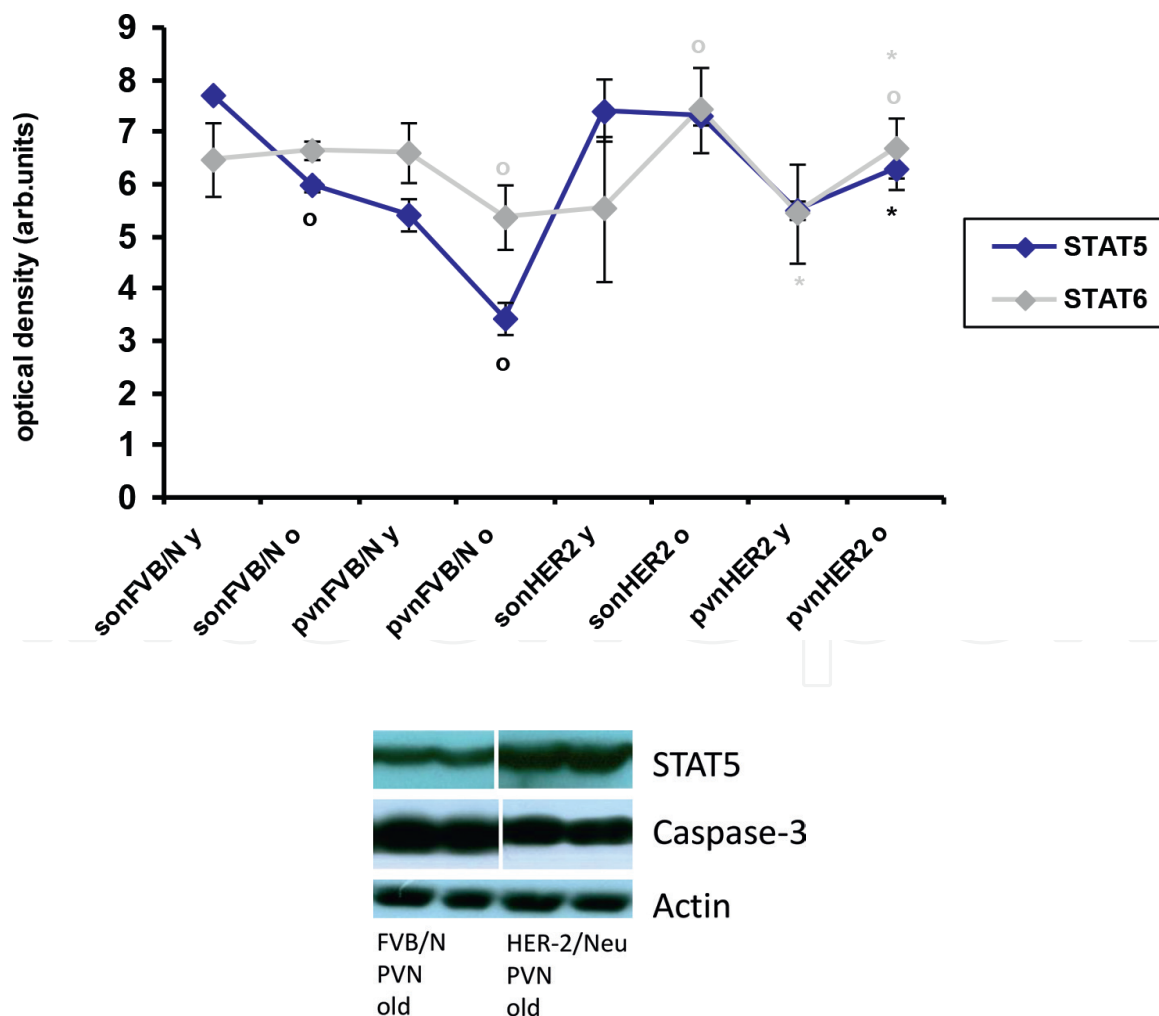 9
8
7
6
5
4
3
2
1
0
optical density (arb.units)
o
o
o
*
o
o
*
*
o
sonFVB/N y
sonFVB/N o
pvnFVB/N y
pvnFVB/N o
sonHER2 y
sonHER2 o
pvnHER2 y
pvnHER2 o
STAT5
STAT6
STAT5
Caspase-3
Actin
FVB/N
PVN
old
HER-2/Neu
PVN
old